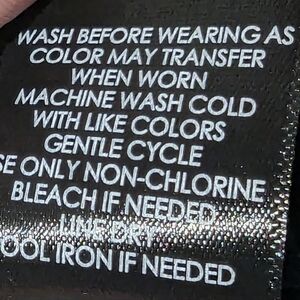 WASH BEFORE WEARING AS
COLOR MAY TRANSFER
WHEN WORN
MACHINE WASH COLD
WITH LIKE COLORS
GENTLE CYCLE
SE ONLY NON-CHLORINE
BLEACH IF NEEDED
LINE DRY
OOL IRON IF NEEDED